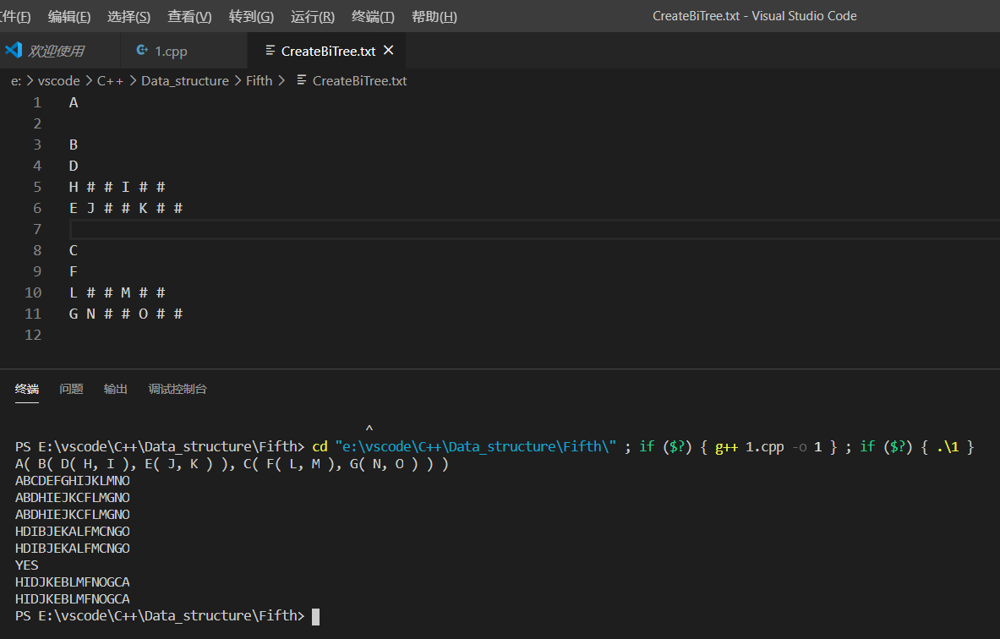 件(F) 编辑(E) 选择(S) 查看(V) 转到(G) 运行(R) 终端(T) 帮助(H) CreateBiTree.txt - Visual Studio Code
欢迎使用 1.cpp CreateBiTree.txt
e: > vscode > C++ > Data_structure > Fifth > CreateBiTree.txt
1 A
2
3 B
4 D
5 H # # I # #
6 E J # # K # #
7
8 C
9 F
10 L # # M # #
11 G N # # O # #
12
终端 问题 输出 调试控制台
^
PS E:\vscode\C++\Data_structure\Fifth> cd "e:\vscode\C++\Data_structure\Fifth\" ; if ($?) { g++ 1.cpp -o 1 } ; if ($?) { .\1 }
A( B( D( H, I ), E( J, K ) ), C( F( L, M ), G( N, O ) ) )
ABCDEFGHIJKLMNO
ABDHIEJKCFLMGNO
ABDHIEJKCFLMGNO
HDIBJEKALFMCNGO
HDIBJEKALFMCNGO
YES
HIDJKEBLMFNOGCA
HIDJKEBLMFNOGCA
PS E:\vscode\C++\Data_structure\Fifth>